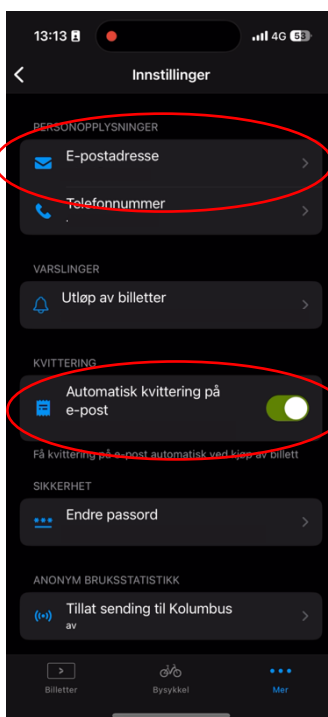 13:13 4G 53
Innstillinger
PERSONOPPLYSNINGER
E-postadresse
Telefonnummer
VARSLINGER
Utløp av billetter
KVITTERING
Automatisk kvittering på
e-post
Få kvittering på e-post automatisk ved kjøp av billett
SIKKERHET
Endre passord
ANONYM BRUKSSTATISTIKK
Tillat sending til Kolumbus
av
Billetter Bysykkel Mer